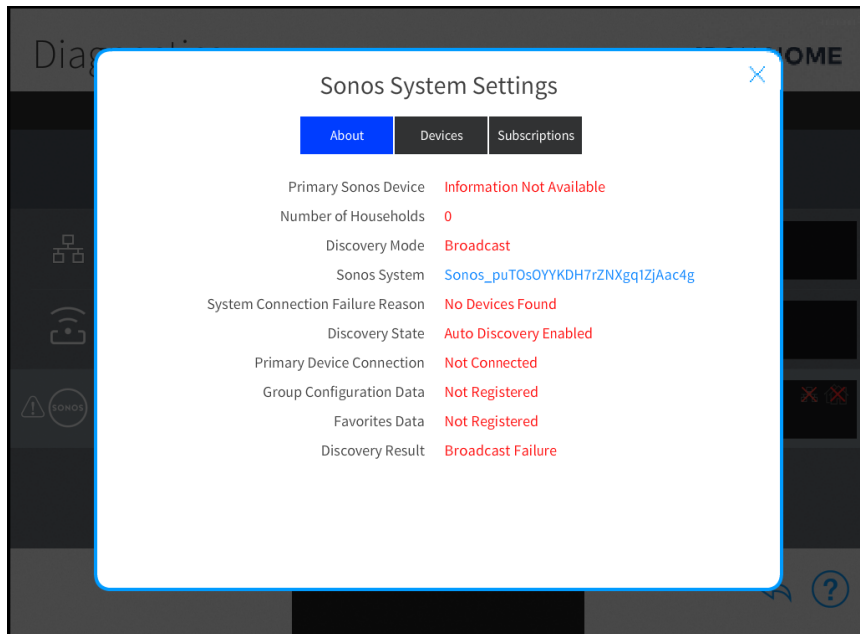 Sonos System Settings
About Devices Subscriptions
Primary Sonos Device Information Not Available
Number of Households 0
Discovery Mode Broadcast
Sonos System Sonos_puTOsOYYKDH7rZNXgq1ZjAac4g
System Connection Failure Reason No Devices Found
Discovery State Auto Discovery Enabled
Primary Device Connection Not Connected
Group Configuration Data Not Registered
Favorites Data Not Registered
Discovery Result Broadcast Failure
SONOS
?